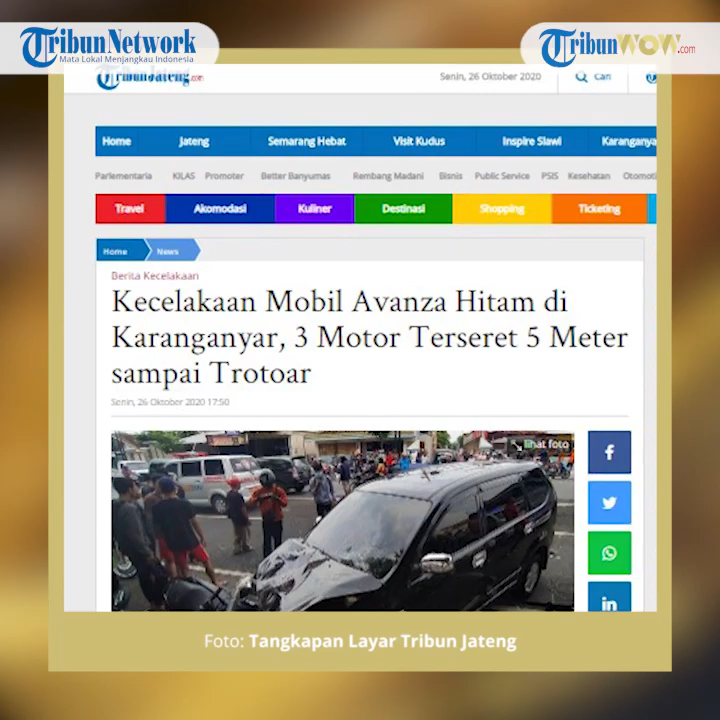 TribunNetwork
Mata Lokal Menjangkau Indonesia
TribunWOW.com
TribunJateng.com
Senin, 26 Oktober 2020
Cari
Home Jateng Semarang Hebat Visit Kudus Inspire Slawi Karanganya
Parlementaria KILAS Promoter Better Banyumas Rembang Madani Bisnis Public Service PSIS Kesehatan Otomoti
Travel Akomodasi Kuliner Destinasi Shopping Ticketing
Home News
Berita Kecelakaan
Kecelakaan Mobil Avanza Hitam di
Karanganyar, 3 Motor Terseret 5 Meter
sampai Trotoar
Senin, 26 Oktober 2020 17:50
lihat foto
f
in
Foto: Tangkapan Layar Tribun Jateng